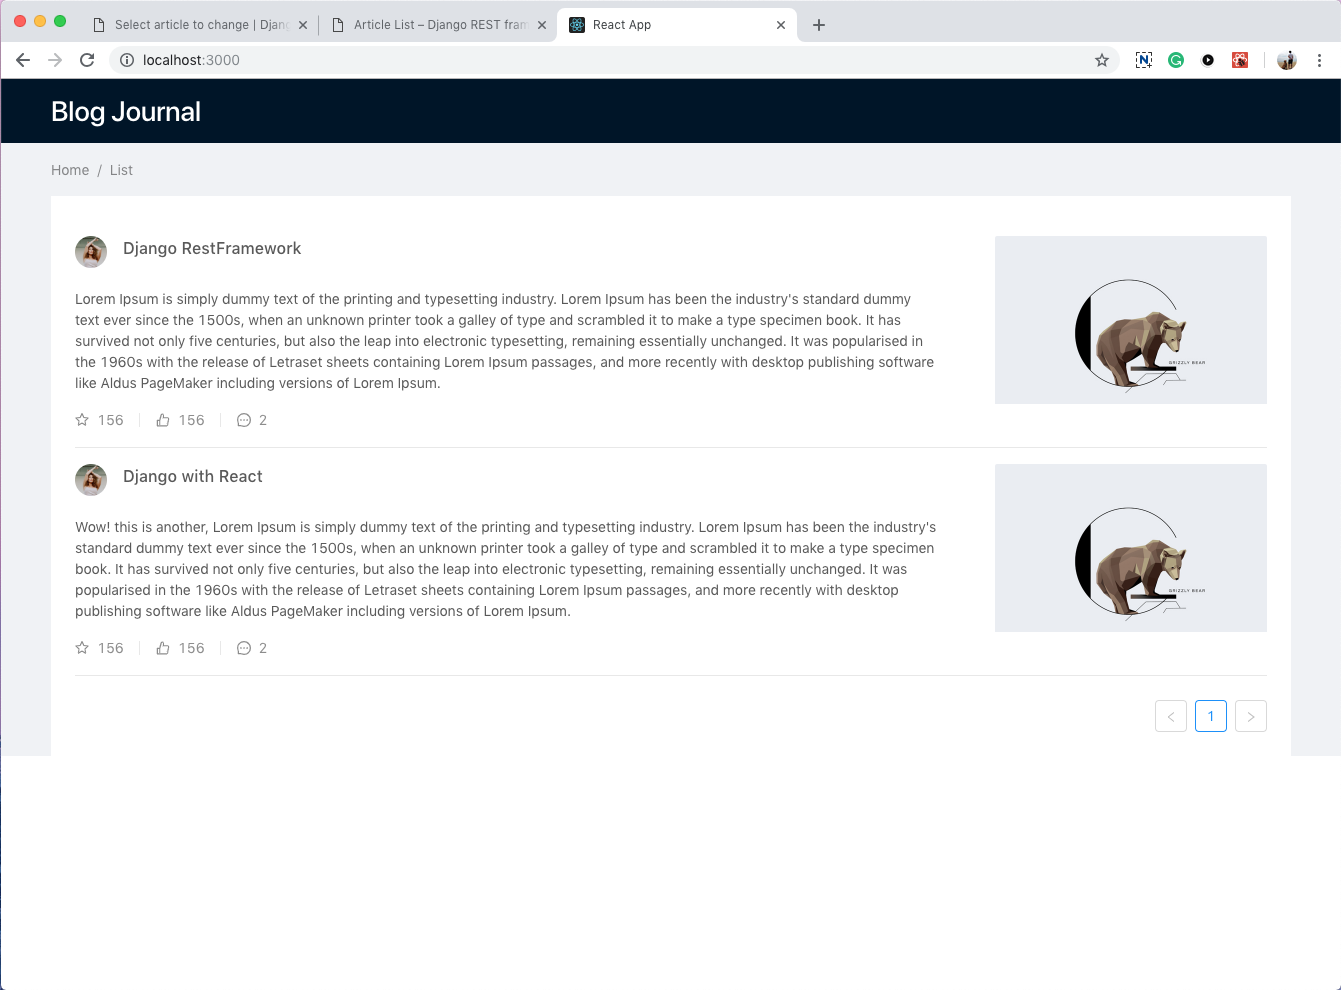 Select article to change | Djang
Article List – Django REST fram
React App
localhost:3000
Blog Journal
Home / List
Django RestFramework
Lorem Ipsum is simply dummy text of the printing and typesetting industry. Lorem Ipsum has been the industry's standard dummy
text ever since the 1500s, when an unknown printer took a galley of type and scrambled it to make a type specimen book. It has
survived not only five centuries, but also the leap into electronic typesetting, remaining essentially unchanged. It was popularised in
the 1960s with the release of Letraset sheets containing Lorem Ipsum passages, and more recently with desktop publishing software
like Aldus PageMaker including versions of Lorem Ipsum.
GRIZZLY BEAR
156 156 2
Django with React
Wow! this is another, Lorem Ipsum is simply dummy text of the printing and typesetting industry. Lorem Ipsum has been the industry's
standard dummy text ever since the 1500s, when an unknown printer took a galley of type and scrambled it to make a type specimen
book. It has survived not only five centuries, but also the leap into electronic typesetting, remaining essentially unchanged. It was
popularised in the 1960s with the release of Letraset sheets containing Lorem Ipsum passages, and more recently with desktop
publishing software like Aldus PageMaker including versions of Lorem Ipsum.
GRIZZLY BEAR
156 156 2
< 1 >